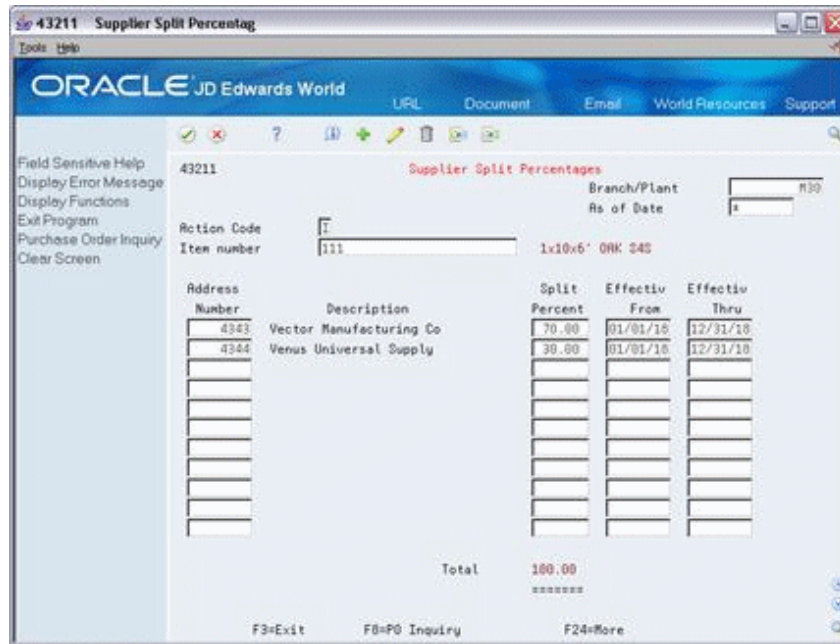 43211 Supplier Split Percentag
Tools Help
ORACLE JD Edwards World
URL Document Email World Resources Support
Field Sensitive Help
Display Error Message
Display Functions
Exit Program
Purchase Order Inquiry
Clear Screen
43211 Supplier Split Percentages
Branch/Plant M30
As of Date *
Action Code I
Item number 111 1x10x6' OAK S4S
Address Split Effectiv Effectiv
Number Description Percent From Thru
4343 Vector Manufacturing Co 70.00 01/01/18 12/31/18
4344 Venus Universal Supply 30.00 01/01/18 12/31/18
Total 100.00
=======
F3=Exit F8=PO Inquiry F24=More